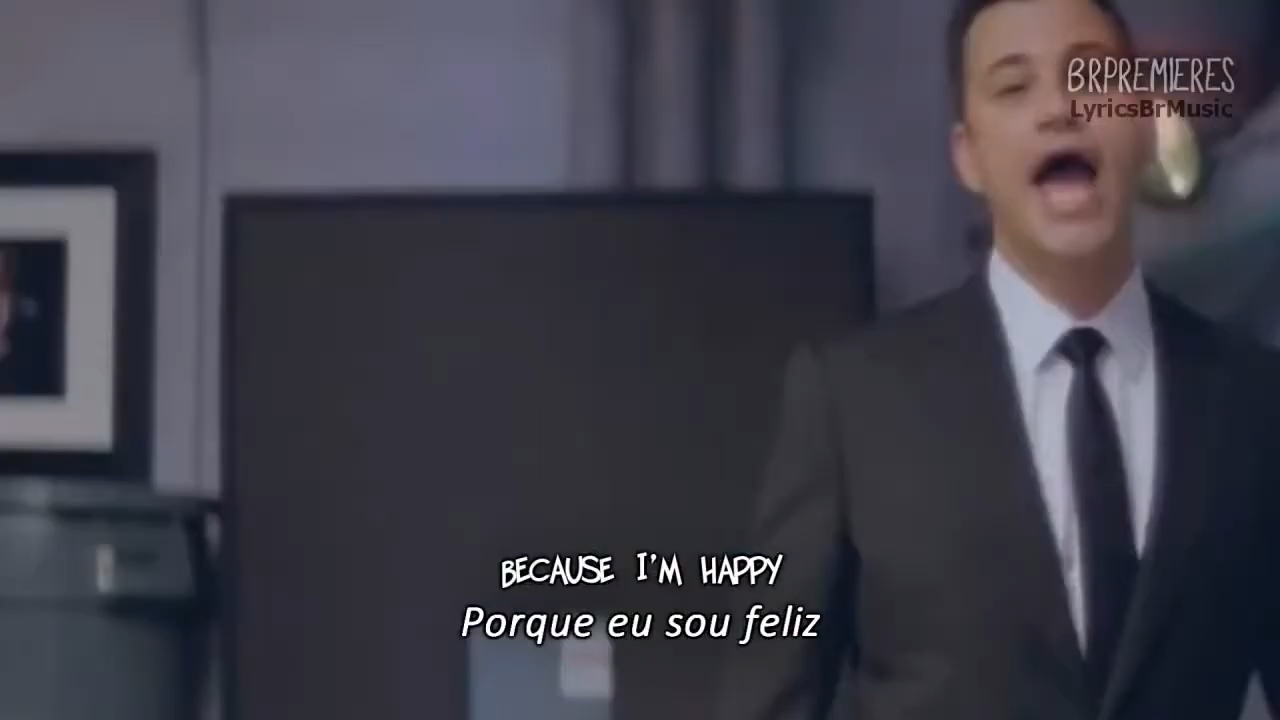 BRPREMIERES
LyricsBrMusic
BECAUSE I'M HAPPY
Porque eu sou feliz